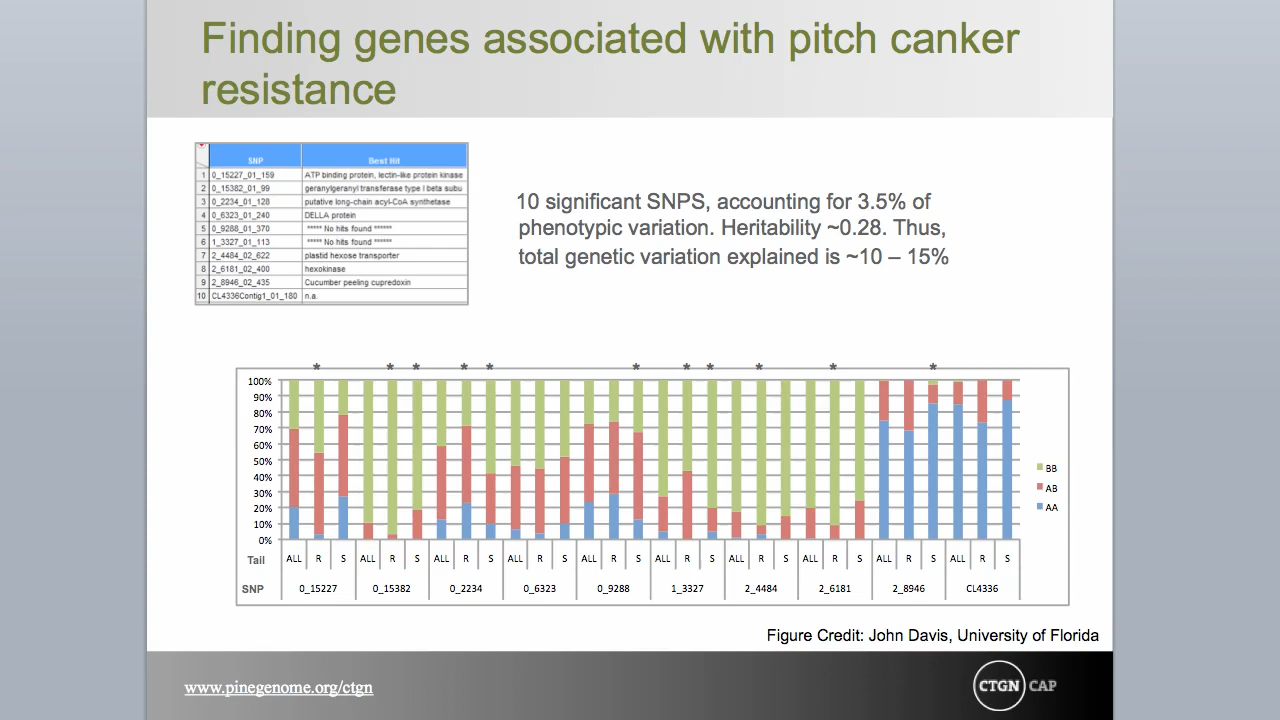 Finding genes associated with pitch canker
resistance
SNP Best Hit
1 0_15227_01_159 ATP binding protein, lectin-like protein kinase
2 0_15382_01_99 geranylgeranyl transferase type I beta subu
3 0_2234_01_128 putative long-chain acyl-CoA synthetase
4 0_6323_01_240 DELLA protein
5 0_9288_01_370 ***** No hits found ******
6 1_3327_01_113 ***** No hits found ******
7 2_4484_02_622 plastid hexose transporter
8 2_6181_02_400 hexokinase
9 2_8946_02_435 Cucumber peeling cupredoxin
10 CL4336Contig1_01_180 n.a.
10 significant SNPS, accounting for 3.5% of
phenotypic variation. Heritability ~0.28. Thus,
total genetic variation explained is ~10 – 15%
* * * * * * * * * * *
100%
90%
80%
70%
60%
50%
40%
30%
20%
10%
0%
BB
AB
AA
Tail ALL R S ALL R S ALL R S ALL R S ALL R S ALL R S ALL R S ALL R S ALL R S ALL R S
SNP 0_15227 0_15382 0_2234 0_6323 0_9288 1_3327 2_4484 2_6181 2_8946 CL4336
Figure Credit: John Davis, University of Florida
www.pinegenome.org/ctgn
CTGN CAP